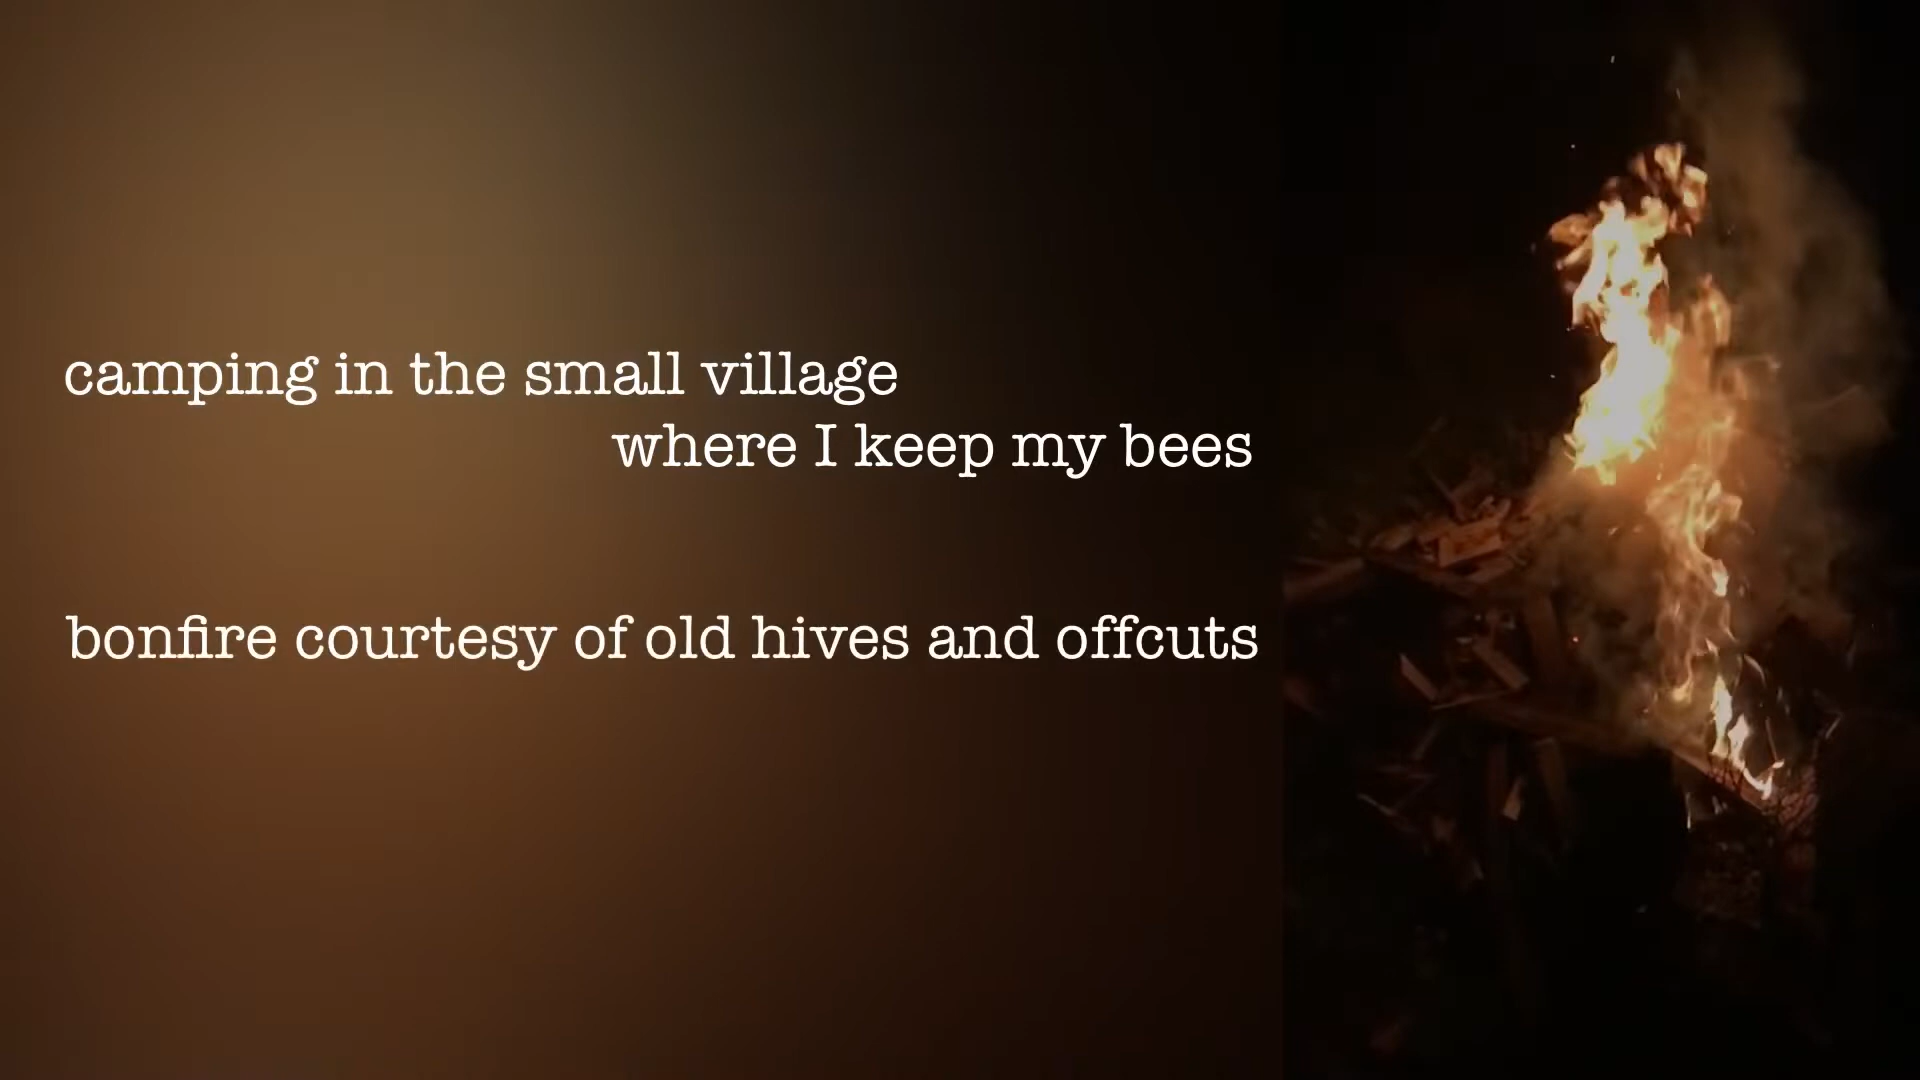 camping in the small village
where I keep my bees
bonfire courtesy of old hives and offcuts